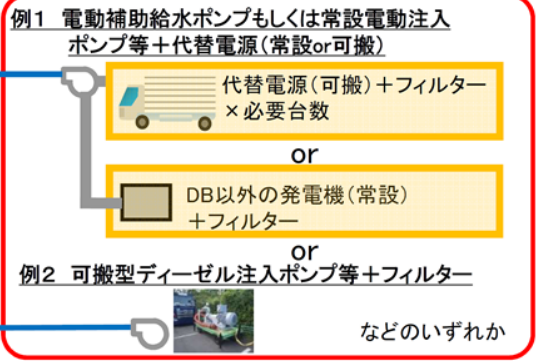 例1 電動補助給水ポンプもしくは常設電動注入
ポンプ等＋代替電源（常設or可搬）
代替電源（可搬）＋フィルター
×必要台数
or
DB以外の発電機（常設）
＋フィルター
or
例2 可搬型ディーゼル注入ポンプ等＋フィルター
などのいずれか